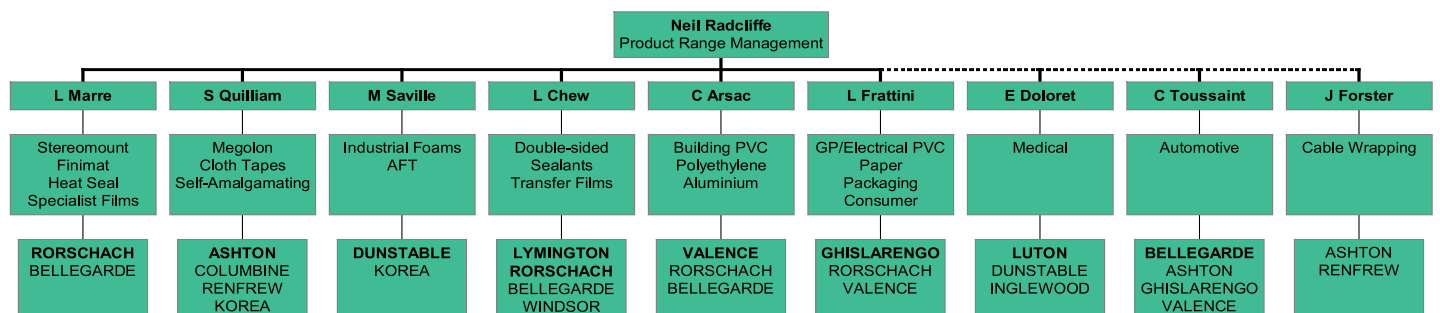 Neil Radcliffe
Product Range Management
L Marre
S Quilliam
M Saville
L Chew
C Arsac
L Frattini
E Doloret
C Toussaint
J Forster
Stereomount
Finimat
Heat Seal
Specialist Films
Megolon
Cloth Tapes
Self-Amalgamating
Industrial Foams
AFT
Double-sided
Sealants
Transfer Films
Building PVC
Polyethylene
Aluminium
GP/Electrical PVC
Paper
Packaging
Consumer
Medical
Automotive
Cable Wrapping
RORSCHACH
BELLEGARDE
ASHTON
COLUMBINE
RENFREW
KOREA
DUNSTABLE
KOREA
LYMINGTON
RORSCHACH
BELLEGARDE
WINDSOR
VALENCE
RORSCHACH
BELLEGARDE
GHISLARENGO
RORSCHACH
VALENCE
LUTON
DUNSTABLE
INGLEWOOD
BELLEGARDE
ASHTON
GHISLARENGO
VALENCE
ASHTON
RENFREW